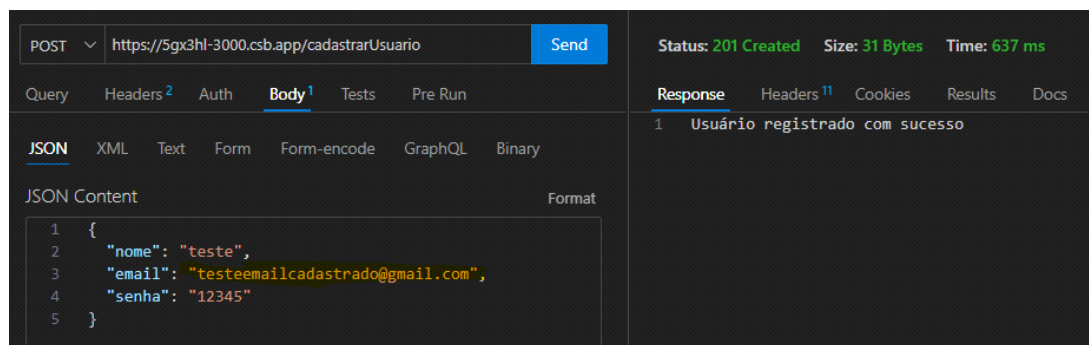 POST https://5gx3hl-3000.csb.app/cadastrarUsuario Send
Query Headers 2 Auth Body 1 Tests Pre Run
JSON XML Text Form Form-encode GraphQL Binary
JSON Content Format
1 {
2 "nome": "teste",
3 "email": "testeemailcadastrado@gmail.com",
4 "senha": "12345"
5 }
Status: 201 Created Size: 31 Bytes Time: 637 ms
Response Headers 11 Cookies Results Docs
1 Usuário registrado com sucesso